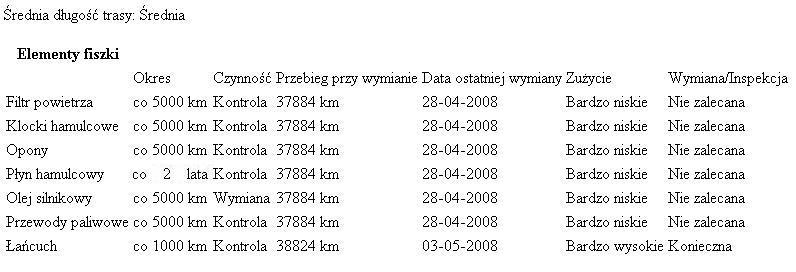 Średnia długość trasy: Średnia
Elementy fiszki
Okres Czynność Przebieg przy wymianie Data ostatniej wymiany Zużycie Wymiana/Inspekcja
Filtr powietrza co 5000 km Kontrola 37884 km 28-04-2008 Bardzo niskie Nie zalecana
Klocki hamulcowe co 5000 km Kontrola 37884 km 28-04-2008 Bardzo niskie Nie zalecana
Opony co 5000 km Kontrola 37884 km 28-04-2008 Bardzo niskie Nie zalecana
Płyn hamulcowy co 2 lata Kontrola 37884 km 28-04-2008 Bardzo niskie Nie zalecana
Olej silnikowy co 5000 km Wymiana 37884 km 28-04-2008 Bardzo niskie Nie zalecana
Przewody paliwowe co 5000 km Kontrola 37884 km 28-04-2008 Bardzo niskie Nie zalecana
Łańcuch co 1000 km Kontrola 38824 km 03-05-2008 Bardzo wysokie Konieczna